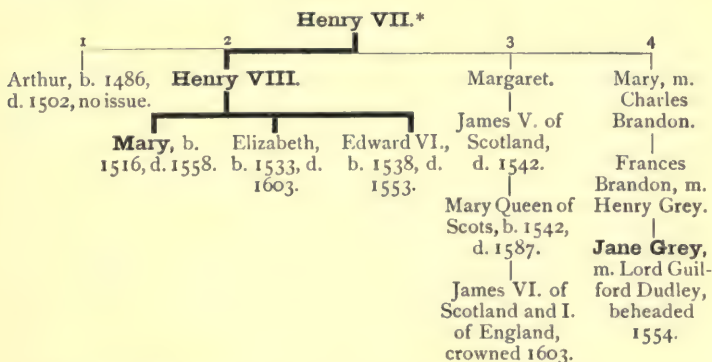 Henry VII.*
1
2
3
4
Arthur, b. 1486,
d. 1502, no issue.
Henry VIII.
Mary, b.
1516, d. 1558.
Elizabeth,
b. 1533, d.
1603.
Edward VI.,
b. 1538, d.
1553.
Margaret.
James V. of
Scotland,
d. 1542.
Mary Queen of
Scots, b. 1542,
d. 1587.
James VI. of
Scotland and I.
of England,
crowned 1603.
Mary, m.
Charles
Brandon.
Frances
Brandon, m.
Henry Grey.
Jane Grey,
m. Lord Guil-
ford Dudley,
beheaded
1554.